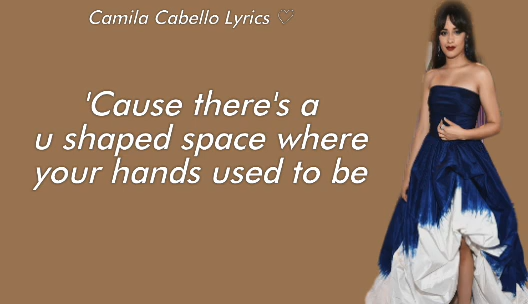 Camila Cabello Lyrics ♡
'Cause there's a
u shaped space where
your hands used to be